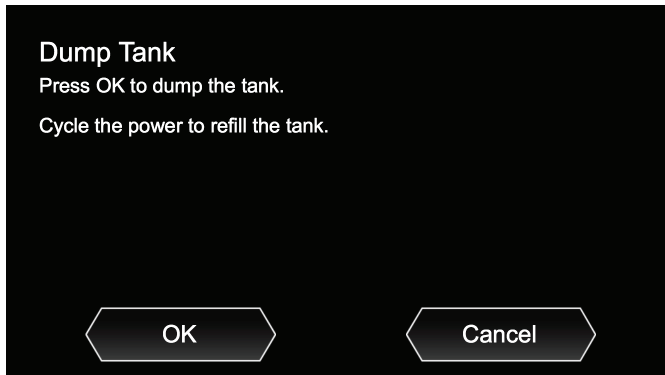 Dump Tank
Press OK to dump the tank.
Cycle the power to refill the tank.
OK
Cancel